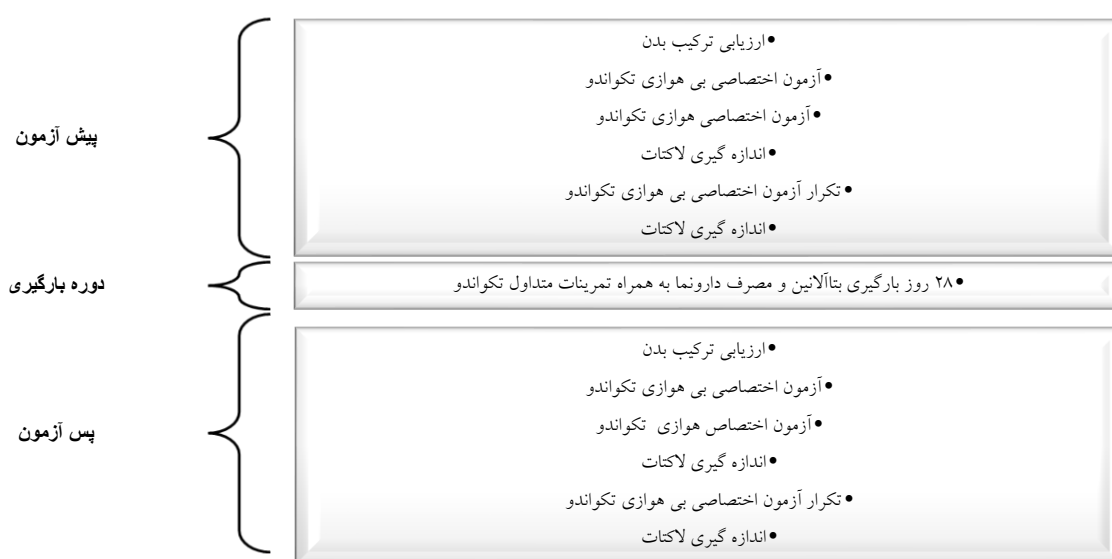 پیش آزمون
•ارزیابی ترکیب بدن
•آزمون اختصاصی بی هوازی تکواندو
•آزمون اختصاصی هوازی تکواندو
•اندازه گیری لاکتات
•تکرار آزمون اختصاصی بی هوازی تکواندو
•اندازه گیری لاکتات
دوره بارگیری
•۲۸ روز بارگیری بتاآلانین و مصرف دارونما به همراه تمرینات متداول تکواندو
پس آزمون
•ارزیابی ترکیب بدن
•آزمون اختصاصی بی هوازی تکواندو
•آزمون اختصاص هوازی  تکواندو
•اندازه گیری لاکتات
•تکرار آزمون اختصاصی بی هوازی تکواندو
•اندازه گیری لاکتات